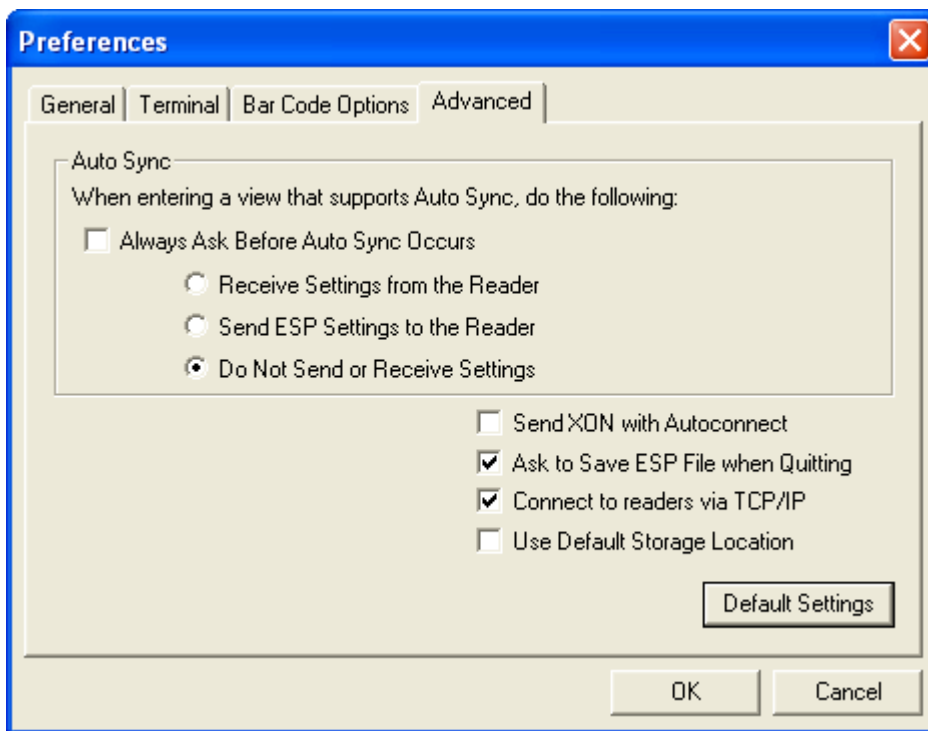 Preferences
General
Terminal
Bar Code Options
Advanced
Auto Sync
When entering a view that supports Auto Sync, do the following:
Always Ask Before Auto Sync Occurs
Receive Settings from the Reader
Send ESP Settings to the Reader
Do Not Send or Receive Settings
Send XON with Autoconnect
Ask to Save ESP File when Quitting
Connect to readers via TCP/IP
Use Default Storage Location
Default Settings
OK
Cancel